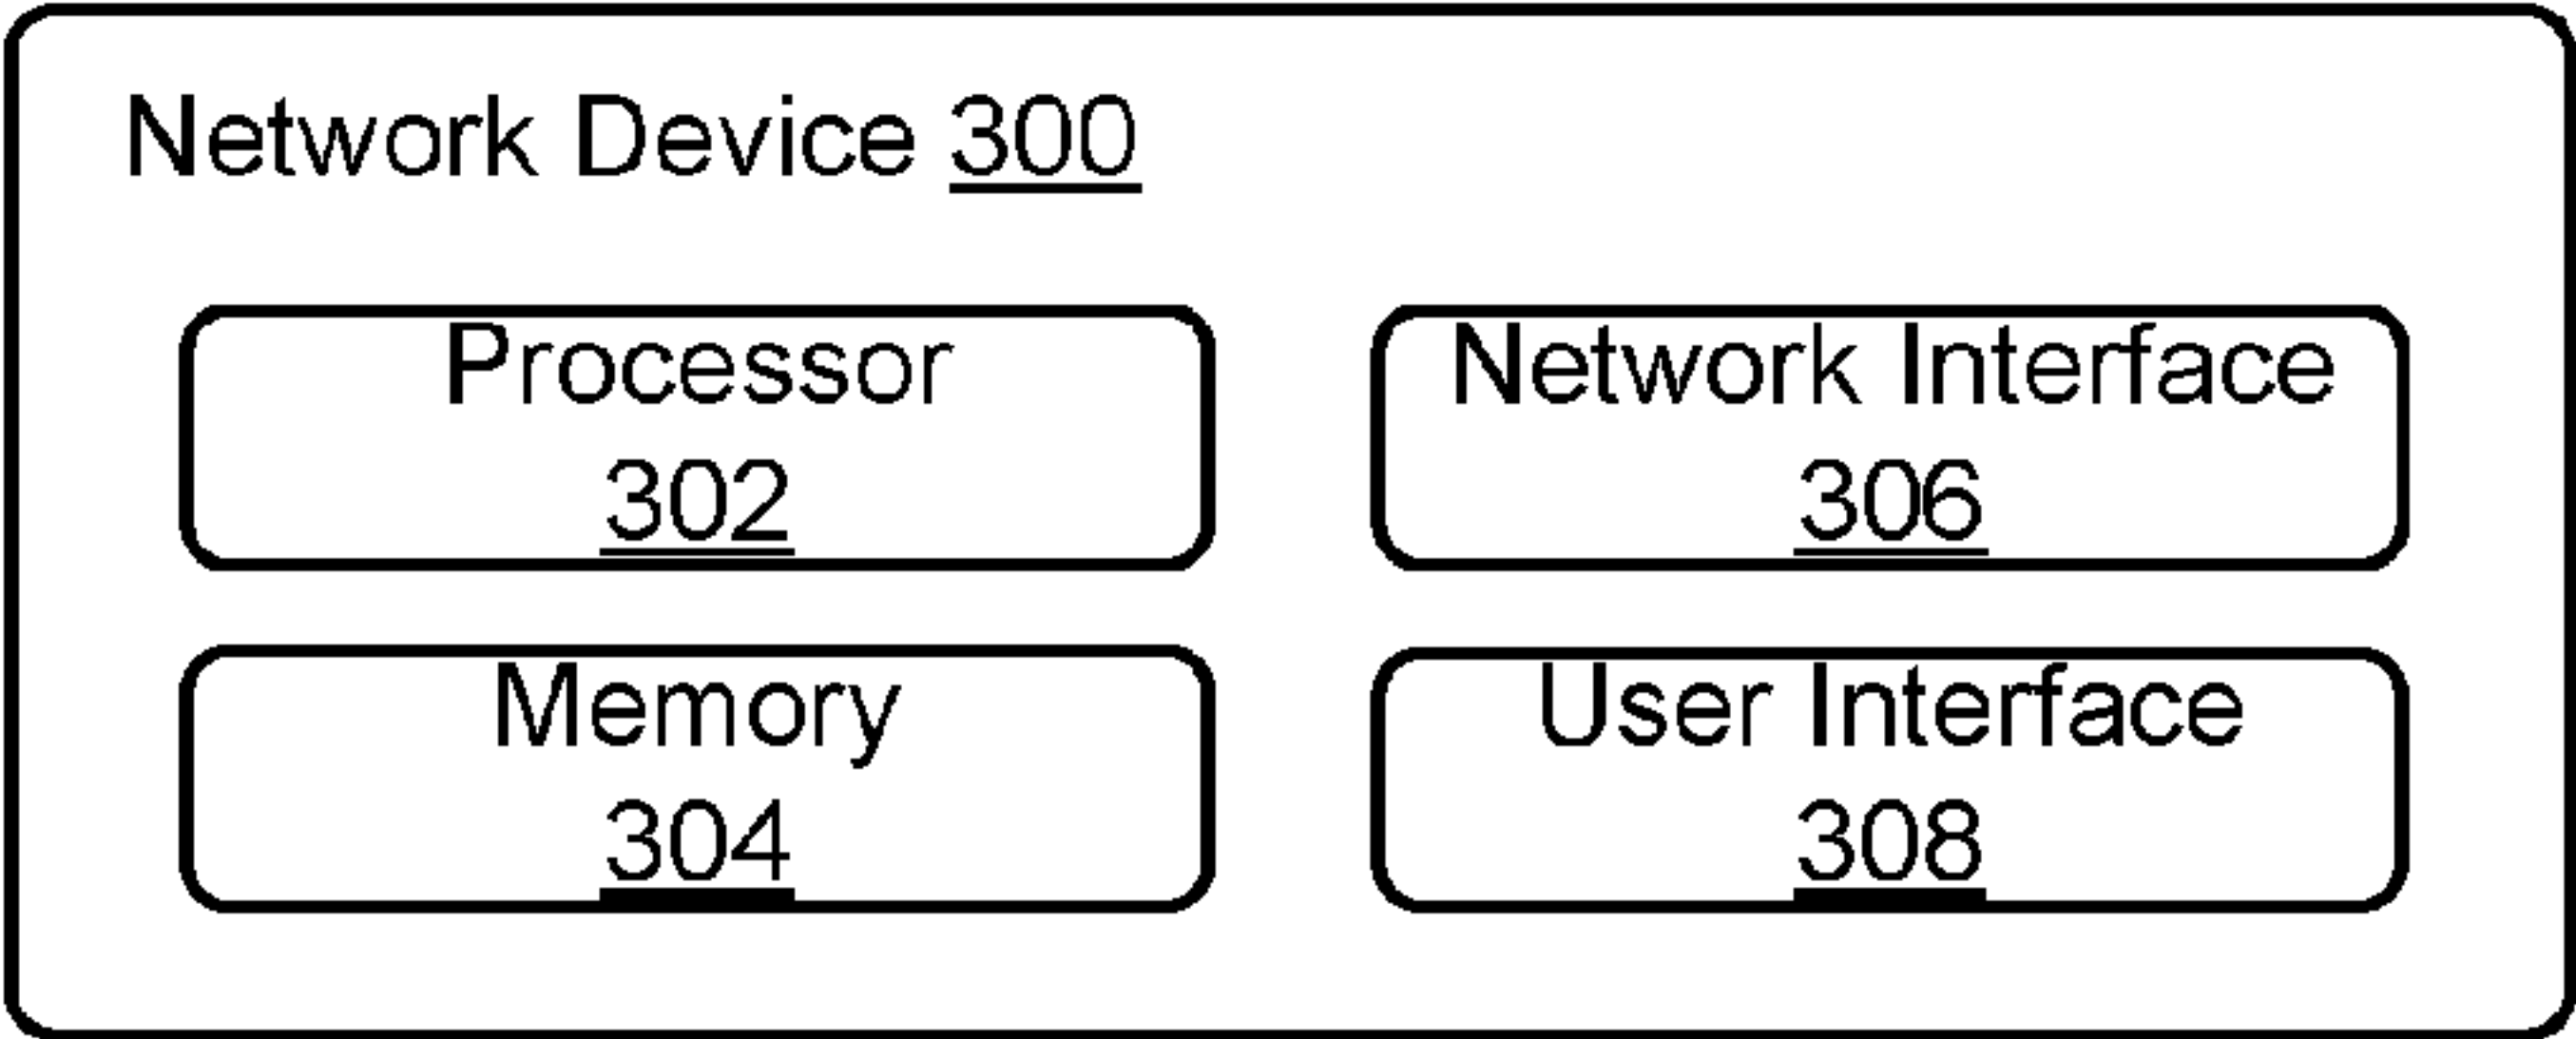 Network Device 300
Processor
302
Network Interface
306
Memory
304
User Interface
308